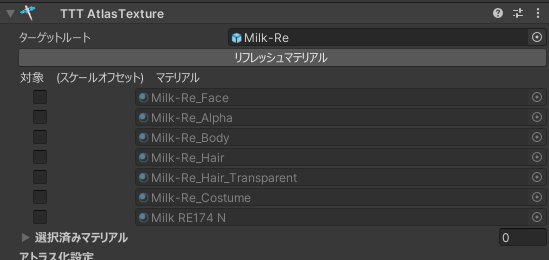 TTT AtlasTexture
ターゲットルート Milk-Re
リフレッシュマテリアル
対象 (スケールオフセット) マテリアル
Milk-Re_Face
Milk-Re_Alpha
Milk-Re_Body
Milk-Re_Hair
Milk-Re_Hair_Transparent
Milk-Re_Costume
Milk RE174 N
選択済みマテリアル 0
アトラス化設定